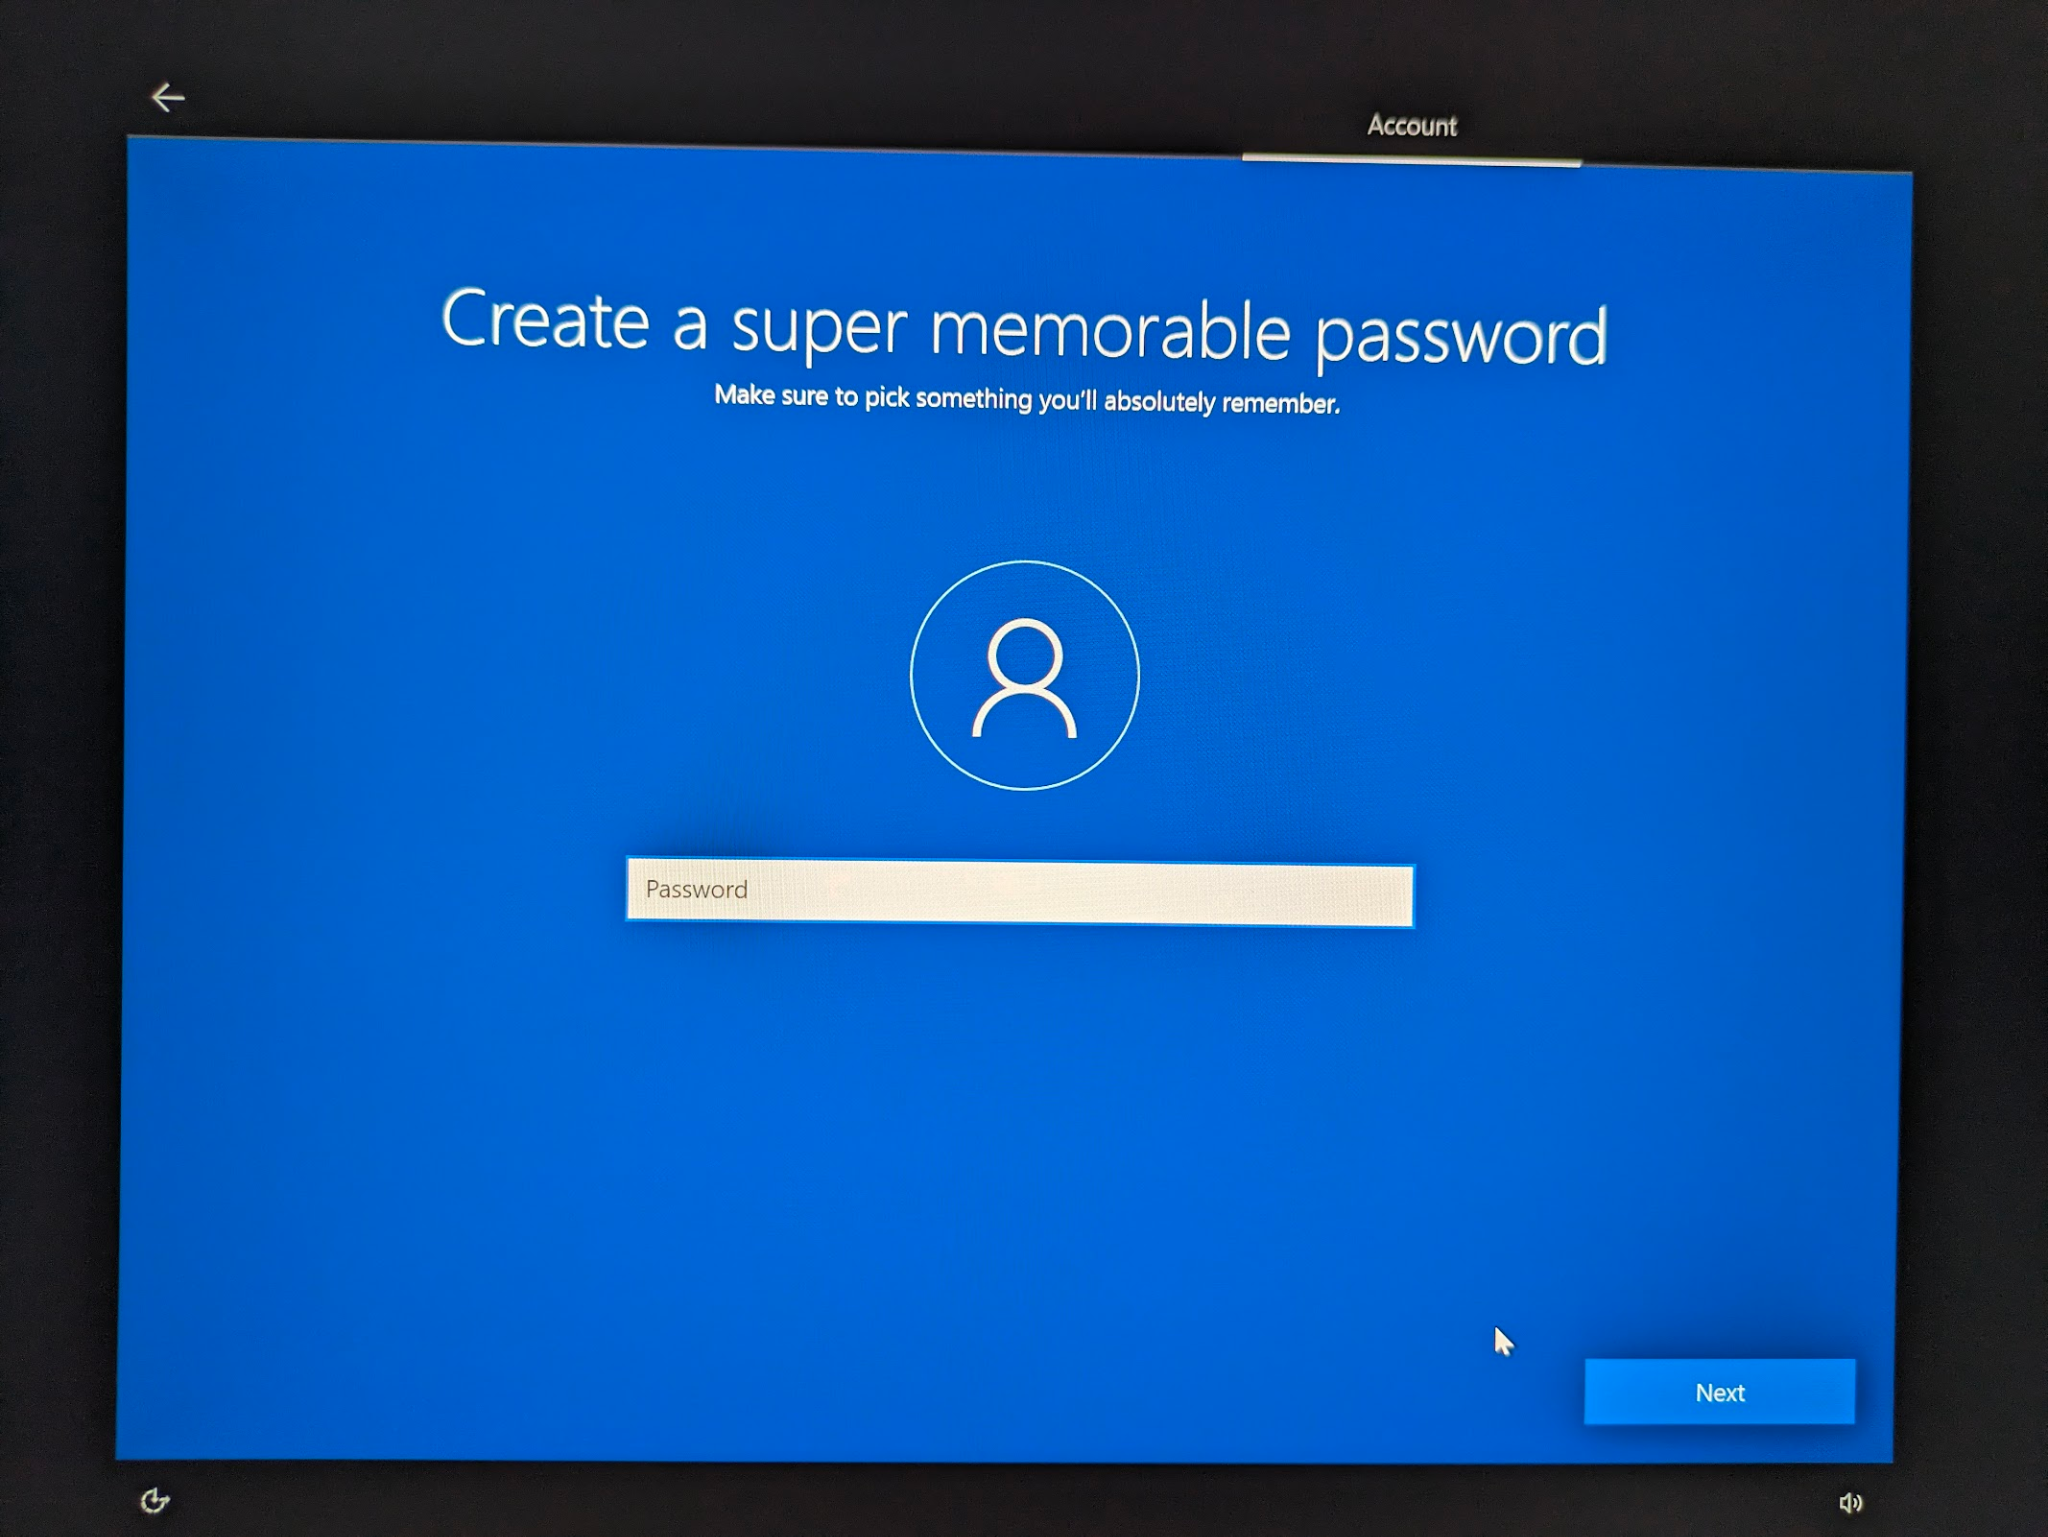 Account
Create a super memorable password
Make sure to pick something you'll absolutely remember.
Password
Next